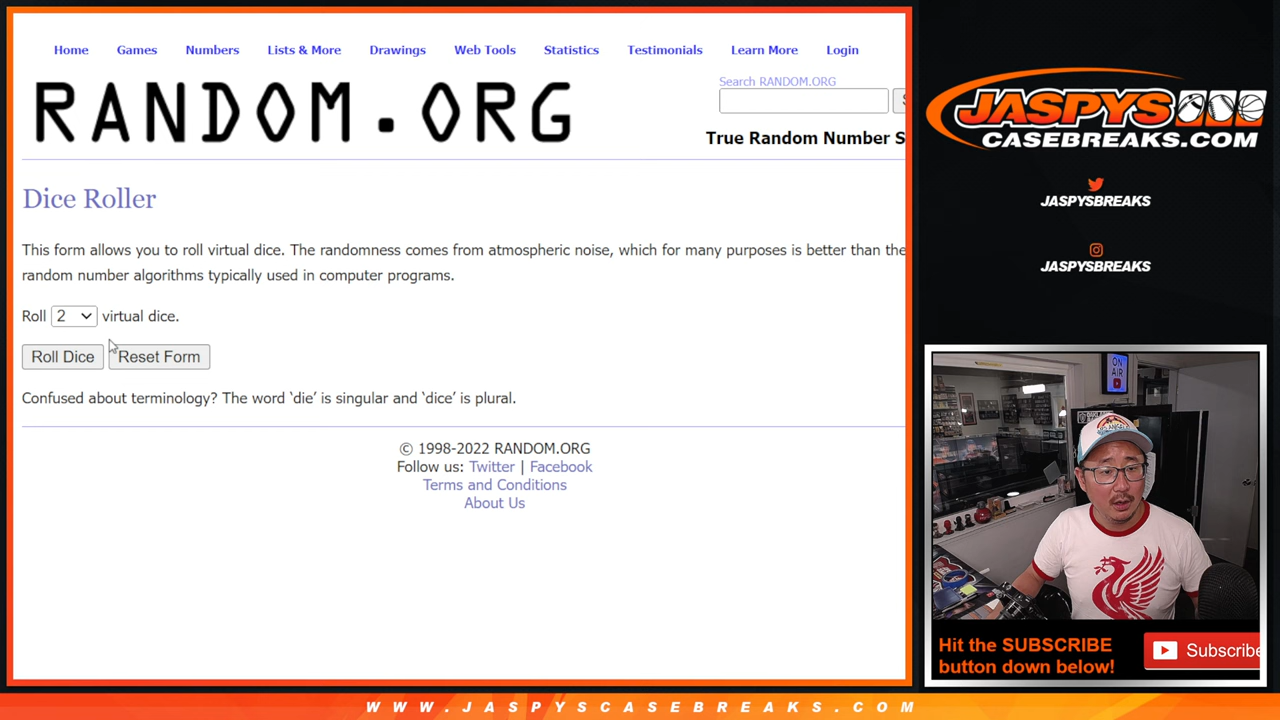 Home Games Numbers Lists & More Drawings Web Tools Statistics Testimonials Learn More Login
RANDOM.ORG
Search RANDOM.ORG
True Random Number S
Dice Roller
This form allows you to roll virtual dice. The randomness comes from atmospheric noise, which for many purposes is better than the
random number algorithms typically used in computer programs.
Roll 2 virtual dice.
Roll Dice Reset Form
Confused about terminology? The word ‘die’ is singular and ‘dice’ is plural.
© 1998-2022 RANDOM.ORG
Follow us: Twitter | Facebook
Terms and Conditions
About Us
JASPYS
CASEBREAKS.COM
JASPYSBREAKS
JASPYSBREAKS
ON
AIR
Hit the SUBSCRIBE
button down below!
Subscribe
WWW.JASPYSCASEBREAKS.COM